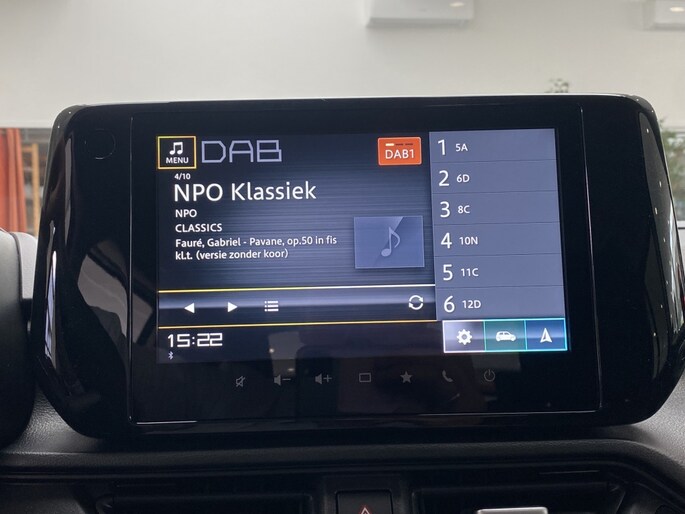 MENU
DAB
DAB1
4/10
NPO Klassiek
NPO
CLASSICS
Fauré, Gabriel - Pavane, op.50 in fis
kl.t. (versie zonder koor)
15:22
1 5A
2 6D
3 8C
4 10N
5 11C
6 12D